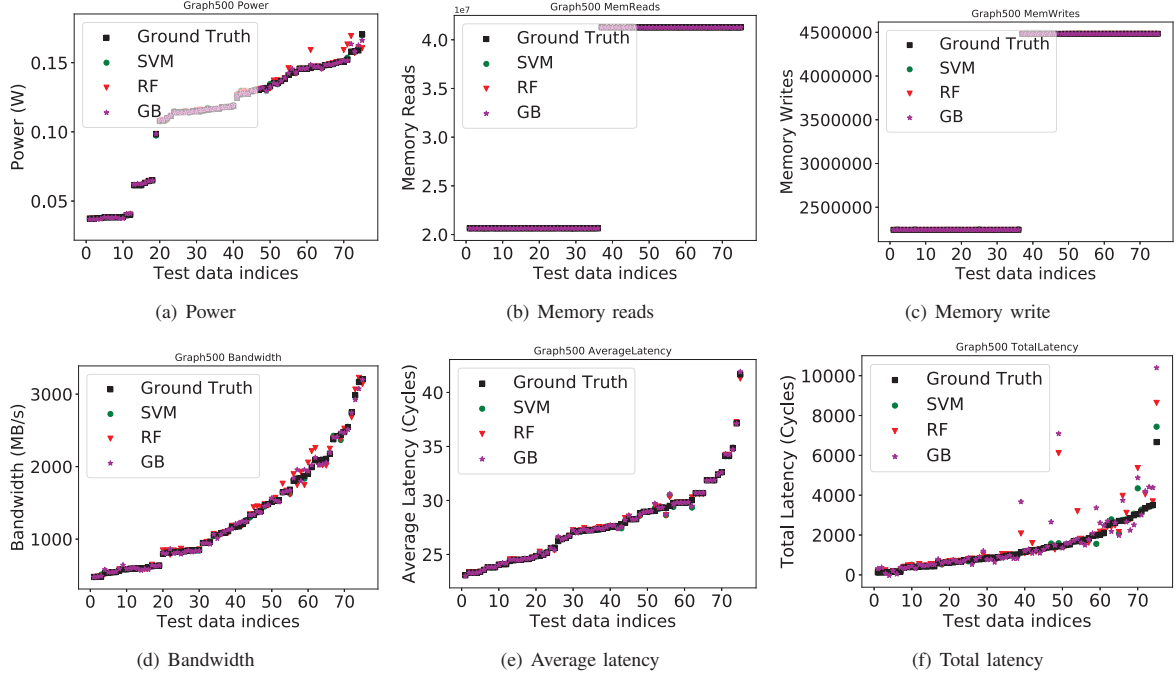 Graph500 Power
Power (W)
0.15
0.10
0.05
Ground Truth
SVM
RF
GB
0 10 20 30 40 50 60 70
Test data indices
(a) Power
Graph500 MemReads
1e7
Memory Reads
4.0
3.5
3.0
2.5
2.0
Ground Truth
SVM
RF
GB
0 10 20 30 40 50 60 70
Test data indices
(b) Memory reads
Graph500 MemWrites
Memory Writes
4500000
4000000
3500000
3000000
2500000
Ground Truth
SVM
RF
GB
0 10 20 30 40 50 60 70
Test data indices
(c) Memory write
Graph500 Bandwidth
Bandwidth (MB/s)
3000
2000
1000
Ground Truth
SVM
RF
GB
0 10 20 30 40 50 60 70
Test data indices
(d) Bandwidth
Graph500 AverageLatency
Average Latency (Cycles)
40
35
30
25
Ground Truth
SVM
RF
GB
0 10 20 30 40 50 60 70
Test data indices
(e) Average latency
Graph500 TotalLatency
Total Latency (Cycles)
10000
8000
6000
4000
2000
0
Ground Truth
SVM
RF
GB
0 10 20 30 40 50 60 70
Test data indices
(f) Total latency